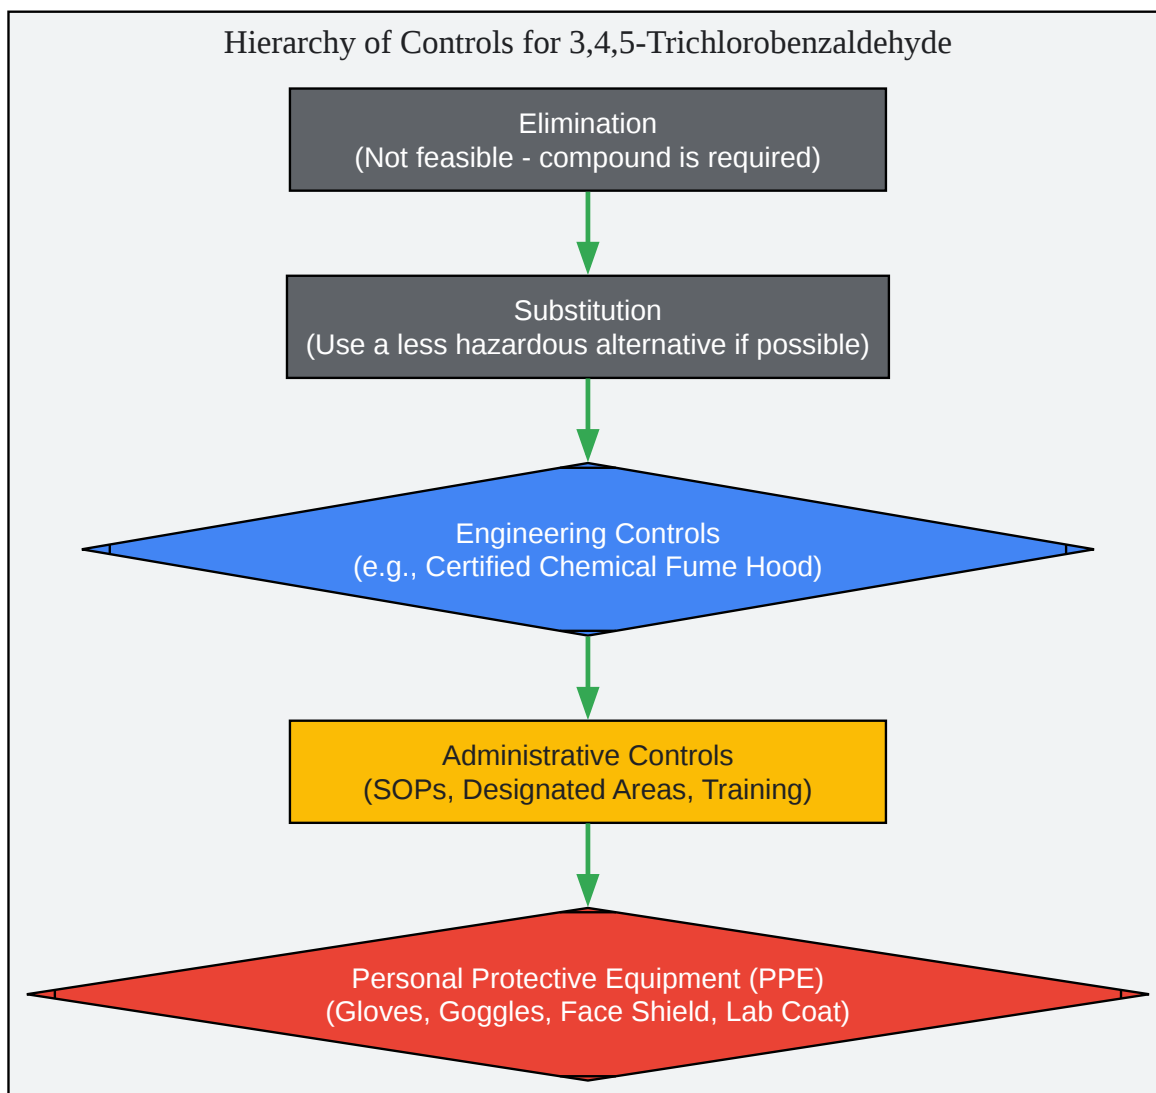 Hierarchy of Controls for 3,4,5-Trichlorobenzaldehyde
Elimination
(Not feasible - compound is required)
Substitution
(Use a less hazardous alternative if possible)
Engineering Controls
(e.g., Certified Chemical Fume Hood)
Administrative Controls
(SOPs, Designated Areas, Training)
Personal Protective Equipment (PPE)
(Gloves, Goggles, Face Shield, Lab Coat)